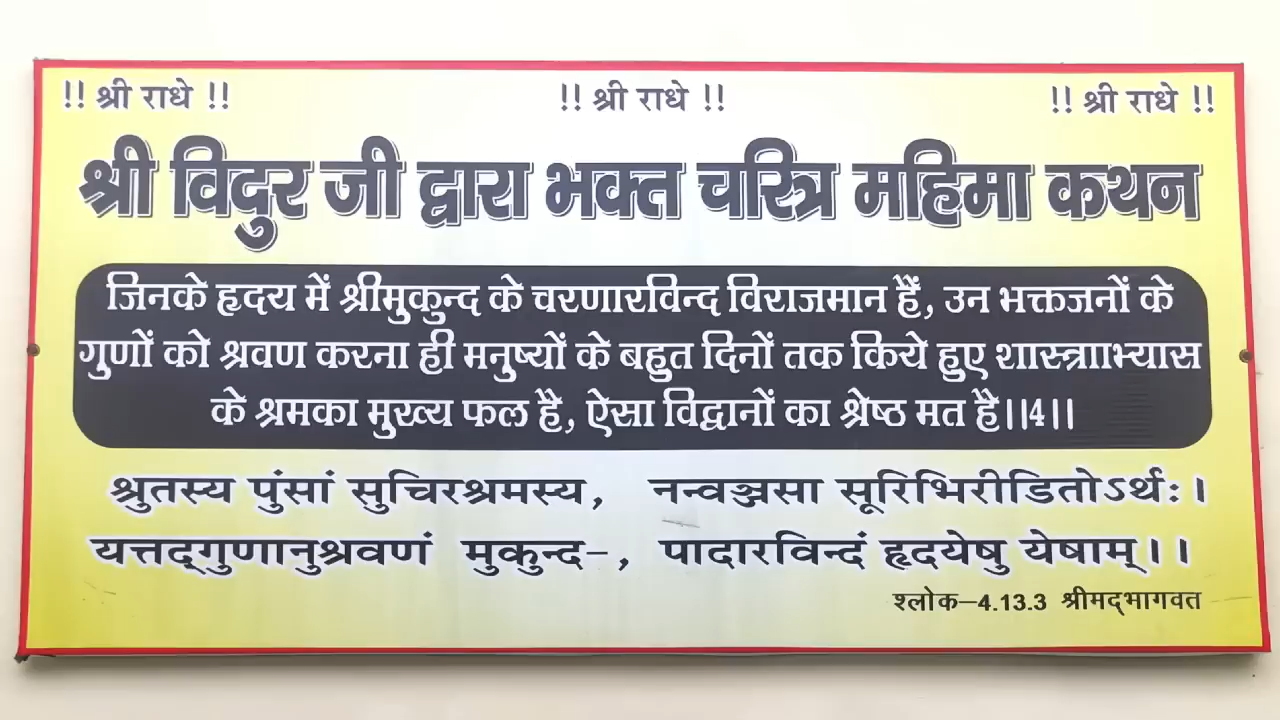 !! श्री राधे !! !! श्री राधे !! !! श्री राधे !!
श्री विदुर जी द्वारा भक्त चरित्र महिमा कथन
जिनके हृदय में श्रीमुकुन्द के चरणारविन्द विराजमान हैं, उन भक्तजनों के
गुणों को श्रवण करना ही मनुष्यों के बहुत दिनों तक किये हुए शास्त्रााभ्यास
के श्रमका मुख्य फल है, ऐसा विद्वानों का श्रेष्ठ मत है।।4।।
श्रुतस्य पुंसां सुचिरश्रमस्य, नन्वञ्जसा सूरिभिरीडितोऽर्थः।
यत्तद्गुणानुश्रवणं मुकुन्द-, पादारविन्दं हृदयेषु येषाम्।।
श्लोक–4.13.3 श्रीमद्भागवत